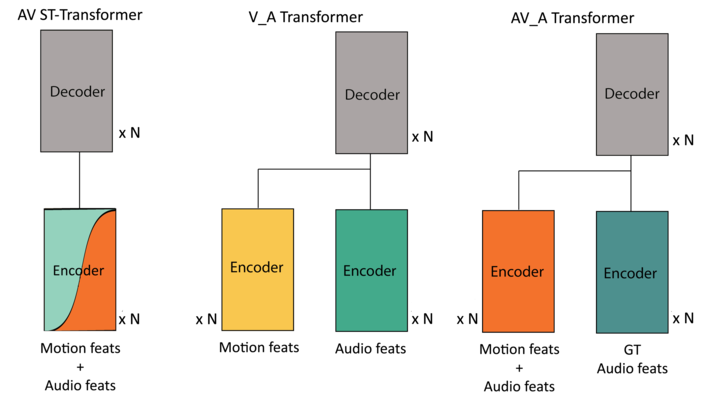 AV ST-Transformer
Decoder
x N
Encoder
x N
Motion feats
+
Audio feats
V_A Transformer
Decoder
x N
Encoder
x N
Motion feats
Encoder
x N
Audio feats
AV_A Transformer
Decoder
x N
Encoder
x N
Motion feats
+
Audio feats
Encoder
x N
GT
Audio feats